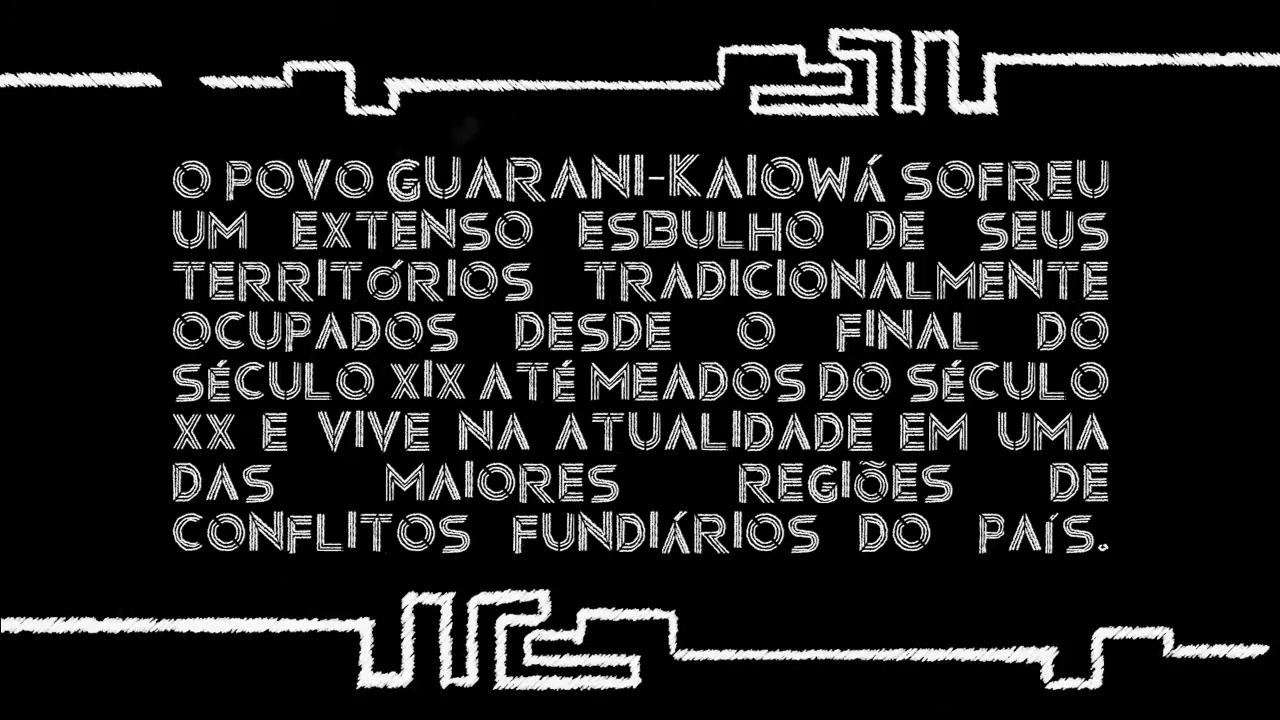 O POVO GUARANI-KAIOWÁ SOFREU
UM EXTENSO ESBULHO DE SEUS
TERRITÓRIOS TRADICIONALMENTE
OCUPADOS DESDE O FINAL DO
SÉCULO XIX ATÉ MEADOS DO SÉCULO
XX E VIVE NA ATUALIDADE EM UMA
DAS MAIORES REGIÕES DE
CONFLITOS FUNDIÁRIOS DO PAÍS.